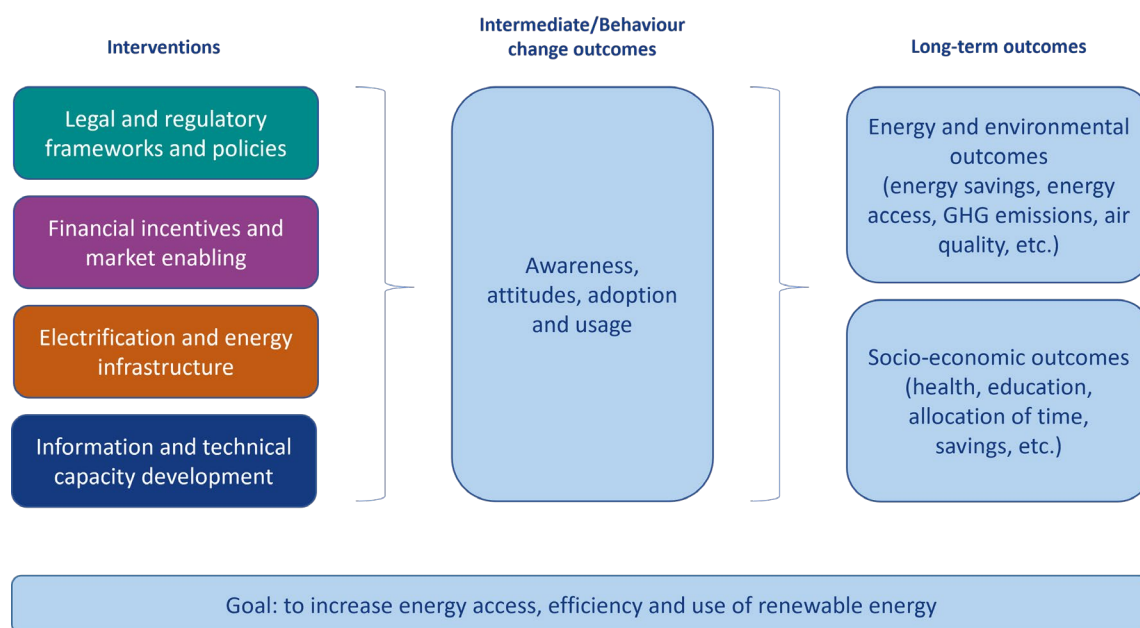 Interventions
Intermediate/Behaviour
change outcomes
Long-term outcomes
Legal and regulatory
frameworks and policies
Financial incentives and
market enabling
Electrification and energy
infrastructure
Information and technical
capacity development
Awareness,
attitudes, adoption
and usage
Energy and environmental
outcomes
(energy savings, energy
access, GHG emissions, air
quality, etc.)
Socio-economic outcomes
(health, education,
allocation of time,
savings, etc.)
Goal: to increase energy access, efficiency and use of renewable energy